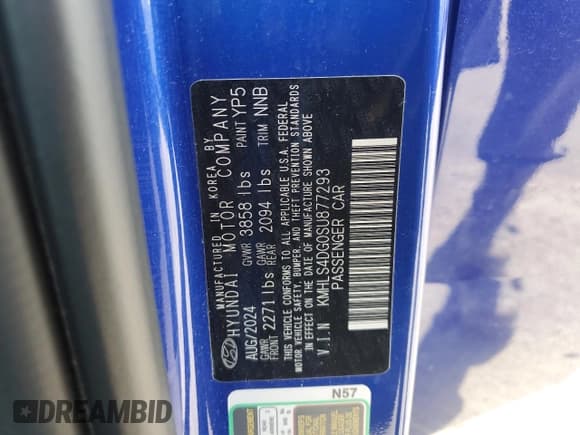 MANUFACTURED IN KOREA BY
HYUNDAI MOTOR COMPANY
AUG/2024 GVWR 3858 lbs PAINT YP5
GAWR FRONT 2271 lbs GAWR REAR 2094 lbs TRIM NNB
THIS VEHICLE CONFORMS TO ALL APPLICABLE U.S.A. FEDERAL
MOTOR VEHICLE SAFETY, BUMPER, AND THEFT PREVENTION STANDARDS
IN EFFECT ON THE DATE OF MANUFACTURE SHOWN ABOVE
V.I.N KMHLS4DG0SU877293
PASSENGER CAR
N57
DREAMBID